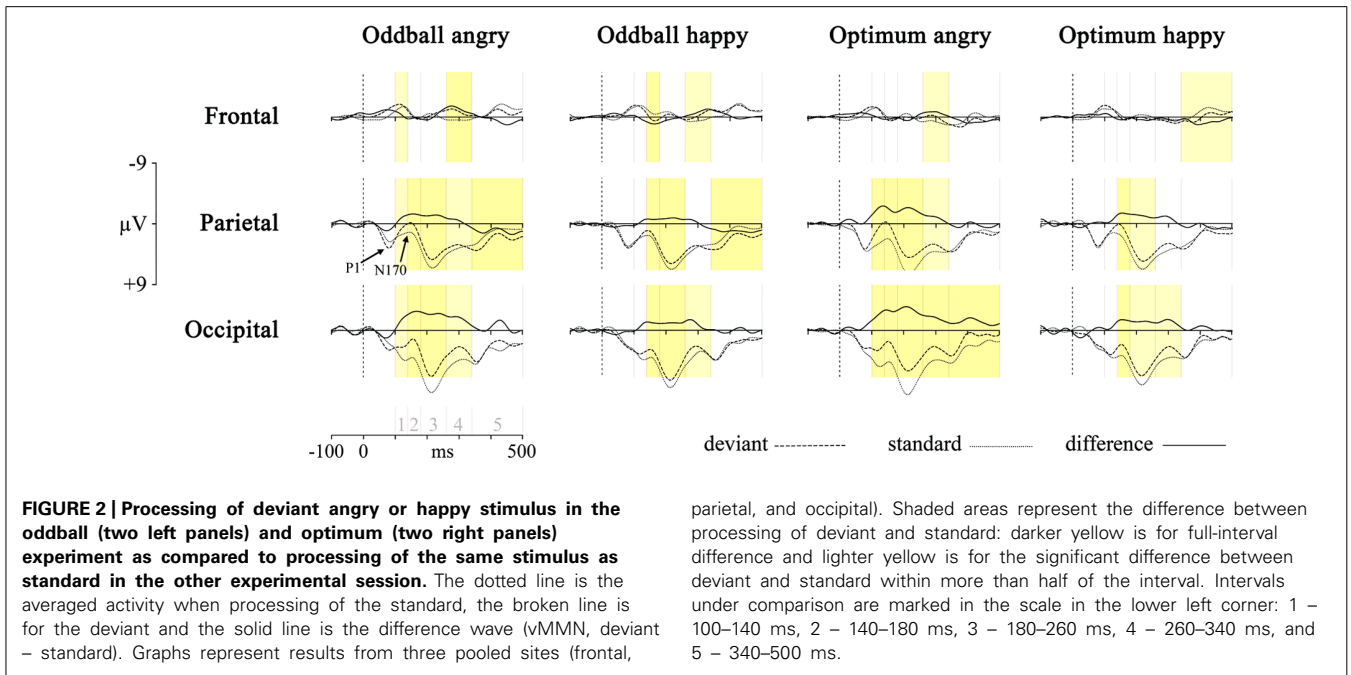 Oddball angry
Oddball happy
Optimum angry
Optimum happy
Frontal
-9
Parietal
µV
P1
N170
+9
Occipital
1 2 3 4 5
-100 0 ms 500
deviant standard difference
FIGURE 2 | Processing of deviant angry or happy stimulus in the
oddball (two left panels) and optimum (two right panels)
experiment as compared to processing of the same stimulus as
standard in the other experimental session. The dotted line is the
averaged activity when processing of the standard, the broken line is
for the deviant and the solid line is the difference wave (vMMN, deviant
– standard). Graphs represent results from three pooled sites (frontal,
parietal, and occipital). Shaded areas represent the difference between
processing of deviant and standard: darker yellow is for full-interval
difference and lighter yellow is for the significant difference between
deviant and standard within more than half of the interval. Intervals
under comparison are marked in the scale in the lower left corner: 1 –
100–140 ms, 2 – 140–180 ms, 3 – 180–260 ms, 4 – 260–340 ms, and
5 – 340–500 ms.